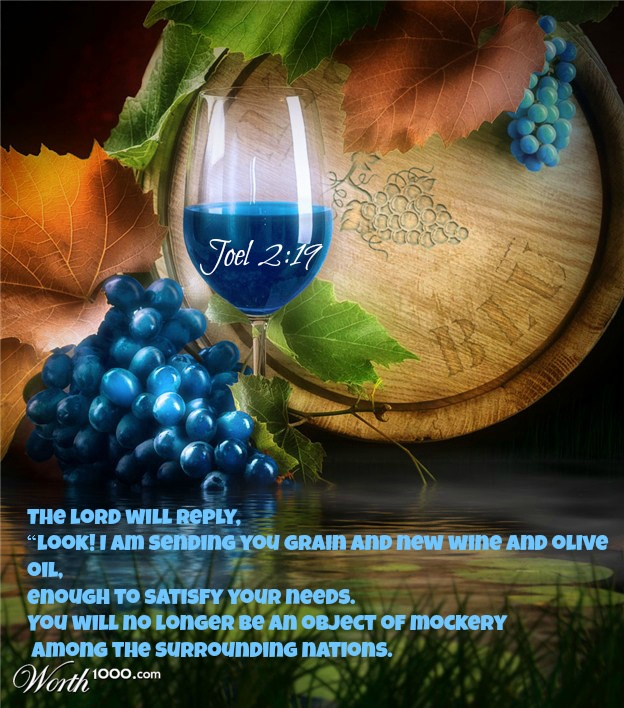 Joel 2:19
The Lord will reply,
“Look! I am sending you grain and new wine and olive
oil,
enough to satisfy your needs.
You will no longer be an object of mockery
among the surrounding nations.
Worth1000.com